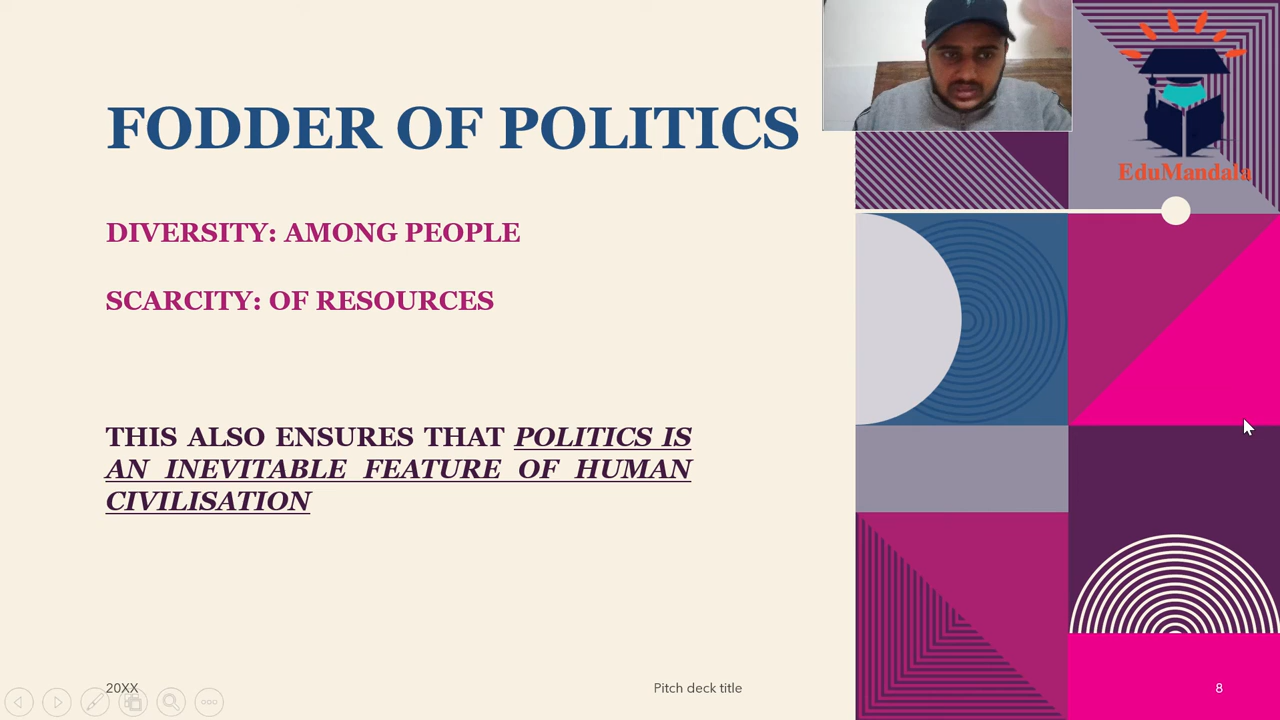 FODDER OF POLITICS
EduMandala
DIVERSITY: AMONG PEOPLE
SCARCITY: OF RESOURCES
THIS ALSO ENSURES THAT POLITICS IS
AN INEVITABLE FEATURE OF HUMAN
CIVILISATION
20XX
Pitch deck title
8